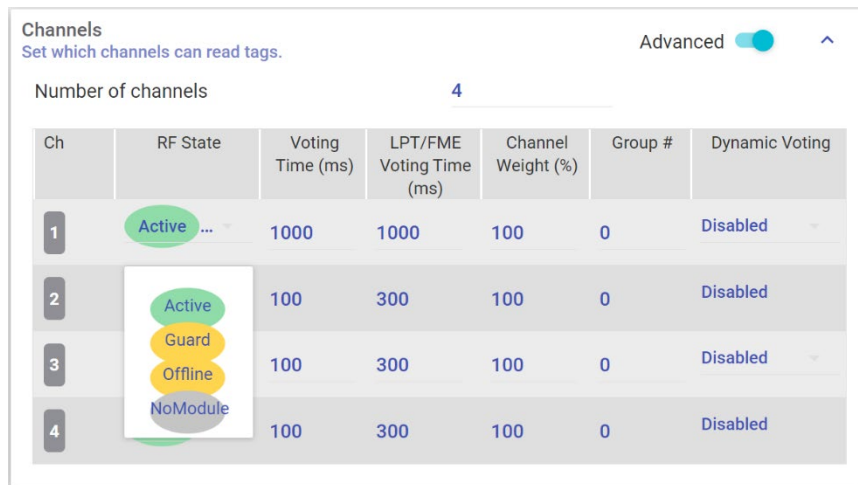 Channels
Set which channels can read tags.
Advanced
Number of channels 4
Ch RF State Voting Time (ms) LPT/FME Voting Time (ms) Channel Weight (%) Group # Dynamic Voting
1 Active ... 1000 1000 100 0 Disabled
2 100 300 100 0 Disabled
Active
Guard
3 100 300 100 0 Disabled
Offline
NoModule
4 100 300 100 0 Disabled